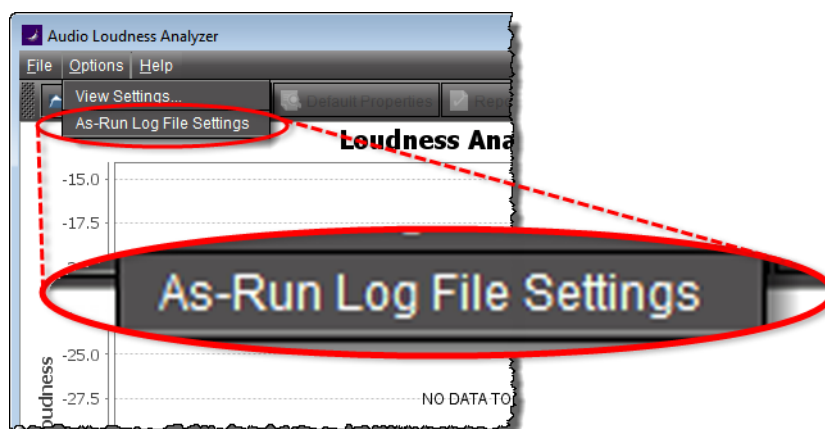 Audio Loudness Analyzer
File Options Help
View Settings...
Default Properties
As-Run Log File Settings
Loudness Ana
-15.0
-17.5
As-Run Log File Settings
-25.0
-27.5
oudness
NO DATA TO